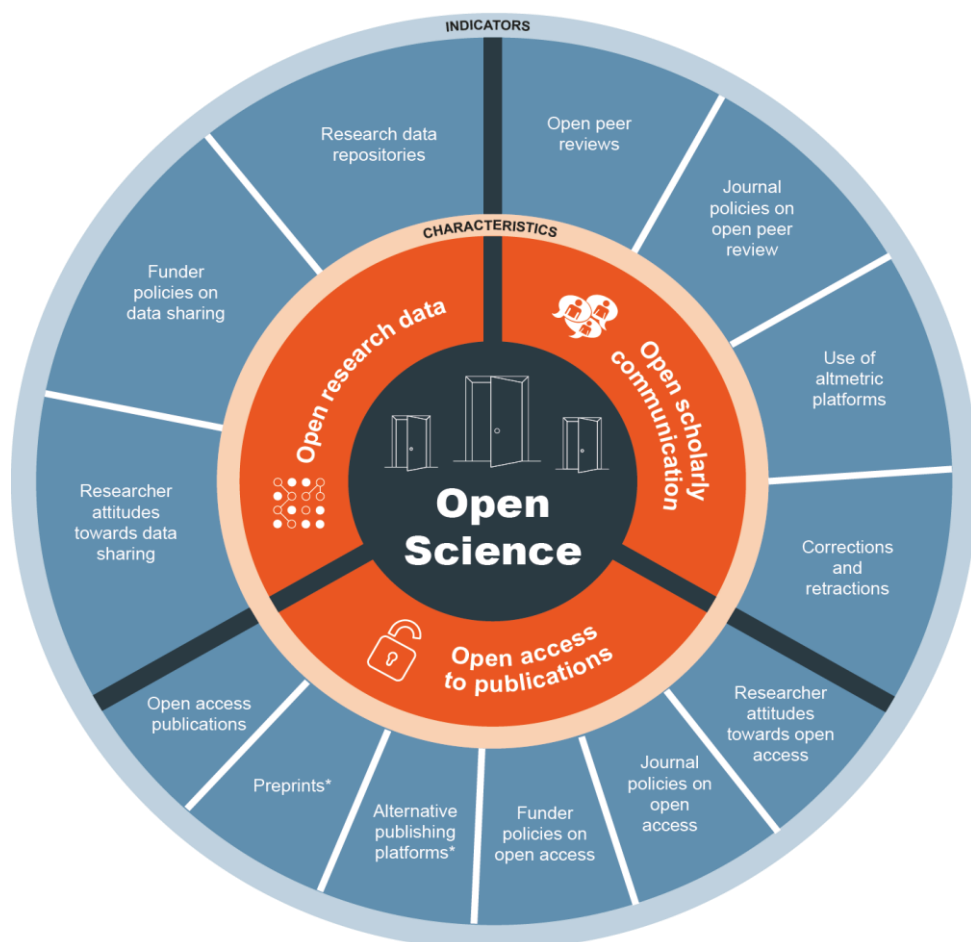 INDICATORS
Research data
repositories
Open peer
reviews
Journal
policies on
open peer
review
Funder
policies on
data sharing
CHARACTERISTICS
Open research data
Open scholarly
communication
Use of
altmetric
platforms
Researcher
attitudes
towards data
sharing
Open
Science
Corrections
and
retractions
Open access
to publications
Open access
publications
Preprints*
Alternative
publishing
platforms*
Funder
policies on
open access
Journal
policies on
open
access
Researcher
attitudes
towards open
access